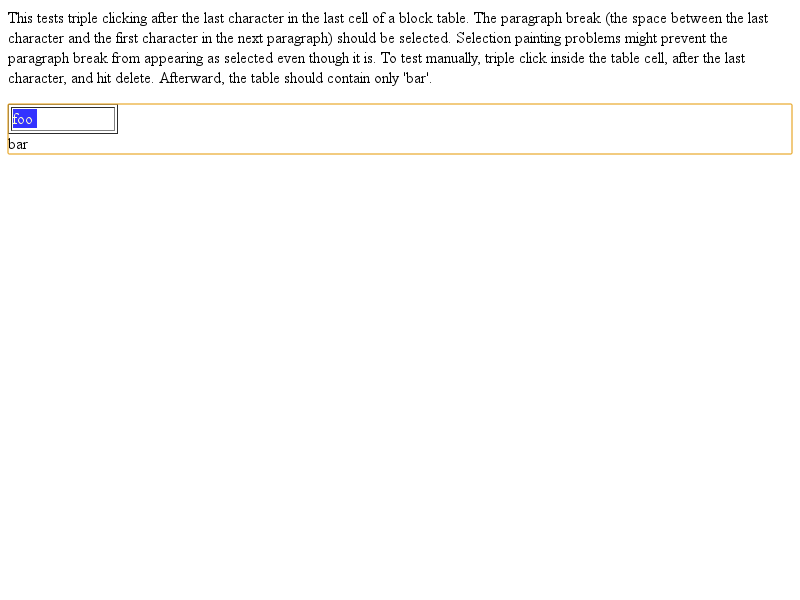 This tests triple clicking after the last character in the last cell of a block table. The paragraph break (the space between the last
character and the first character in the next paragraph) should be selected. Selection painting problems might prevent the
paragraph break from appearing as selected even though it is. To test manually, triple click inside the table cell, after the last
character, and hit delete. Afterward, the table should contain only 'bar'.
foo
bar